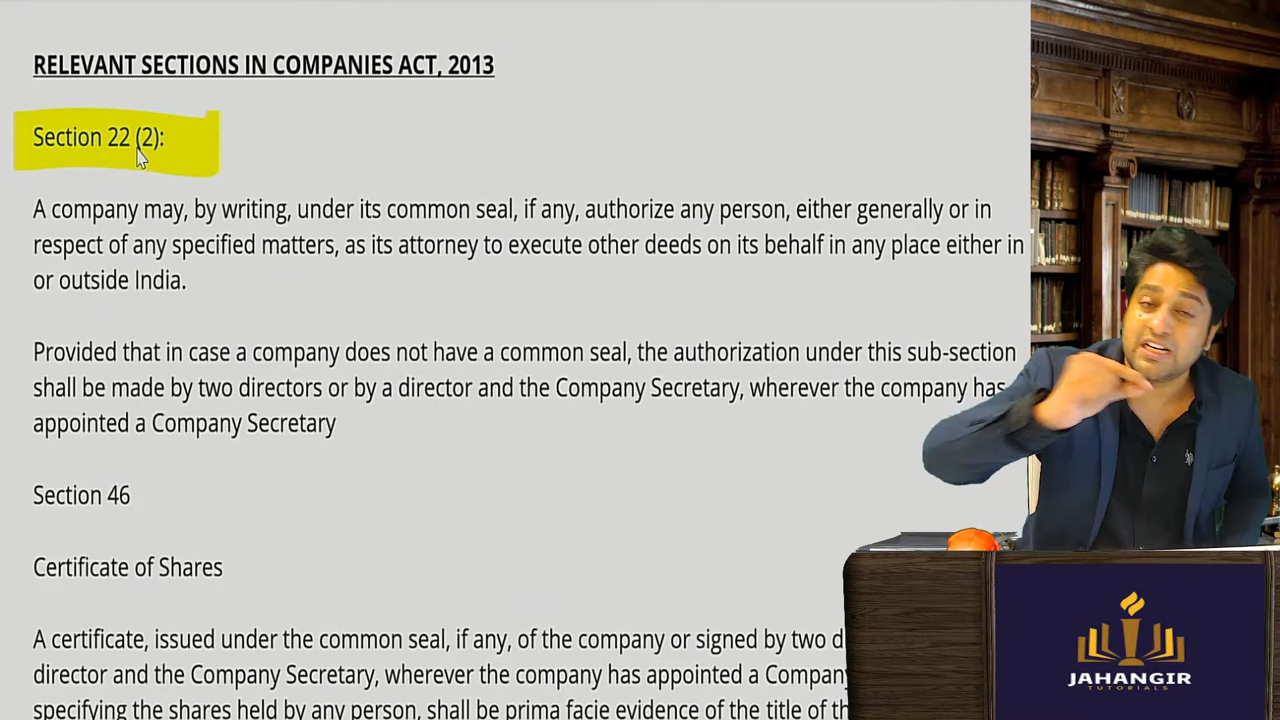 RELEVANT SECTIONS IN COMPANIES ACT, 2013
Section 22 (2):
A company may, by writing, under its common seal, if any, authorize any person, either generally or in
respect of any specified matters, as its attorney to execute other deeds on its behalf in any place either in
or outside India.
Provided that in case a company does not have a common seal, the authorization under this sub-section
shall be made by two directors or by a director and the Company Secretary, wherever the company has
appointed a Company Secretary
Section 46
Certificate of Shares
A certificate, issued under the common seal, if any, of the company or signed by two
director and the Company Secretary, wherever the company has appointed a
specifying the shares held by any person, shall be prima facie evidence of the title of
JAHANGIR
TUTORIALS